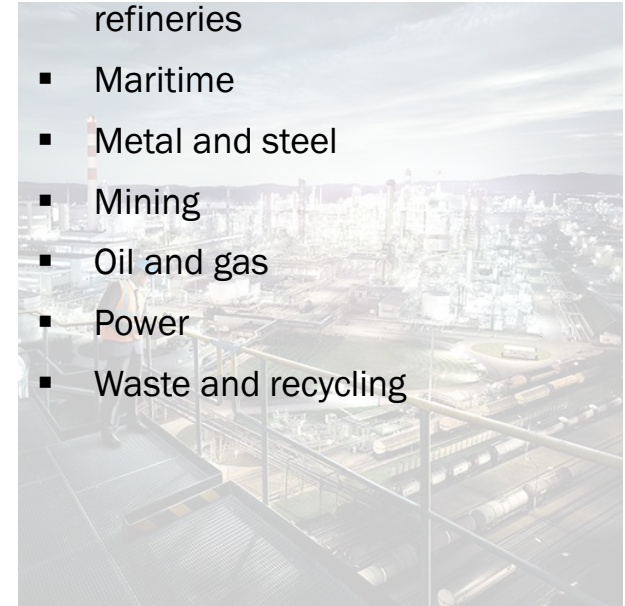 refineries
▪ Maritime
▪ Metal and steel
▪ Mining
▪ Oil and gas
▪ Power
▪ Waste and recycling